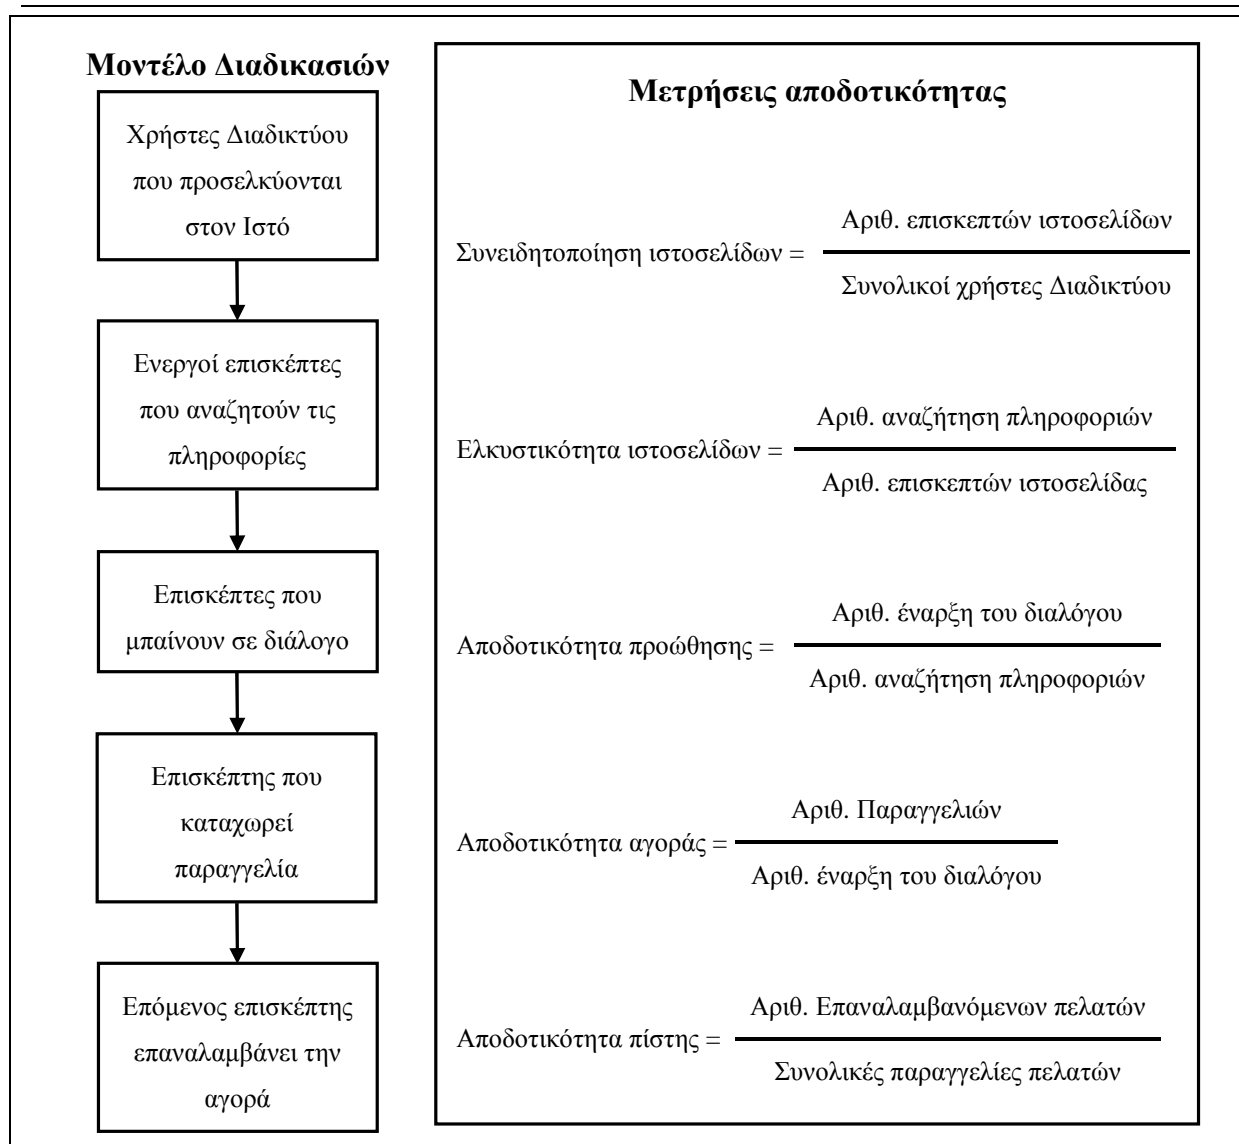 Μοντέλο Διαδικασιών
Χρήστες Διαδικτύου
που προσελκύονται
στον Ιστό
Ενεργοί επισκέπτες
που αναζητούν τις
πληροφορίες
Επισκέπτες που
μπαίνουν σε διάλογο
Επισκέπτης που
καταχωρεί
παραγγελία
Επόμενος επισκέπτης
επαναλαμβάνει την
αγορά
Μετρήσεις αποδοτικότητας
Αριθ. επισκεπτών ιστοσελίδων
Συνειδητοποίηση ιστοσελίδων =
Συνολικοί χρήστες Διαδικτύου
Αριθ. αναζήτηση πληροφοριών
Ελκυστικότητα ιστοσελίδων =
Αριθ. επισκεπτών ιστοσελίδας
Αριθ. έναρξη του διαλόγου
Αποδοτικότητα προώθησης =
Αριθ. αναζήτηση πληροφοριών
Αριθ. Παραγγελιών
Αποδοτικότητα αγοράς =
Αριθ. έναρξη του διαλόγου
Αριθ. Επαναλαμβανόμενων πελατών
Αποδοτικότητα πίστης =
Συνολικές παραγγελίες πελατών